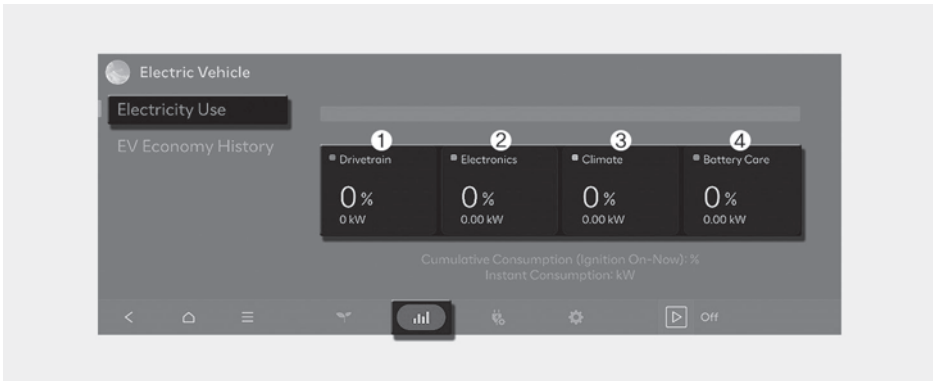 Electric Vehicle
Electricity Use
EV Economy History
1 2 3 4
Drivetrain Electronics Climate Battery Care
0 % 0 % 0 % 0 %
0 kW 0.00 kW 0.00 kW 0.00 kW
Cumulative Consumption (Ignition On-Now): %
Instant Consumption: kW
Off